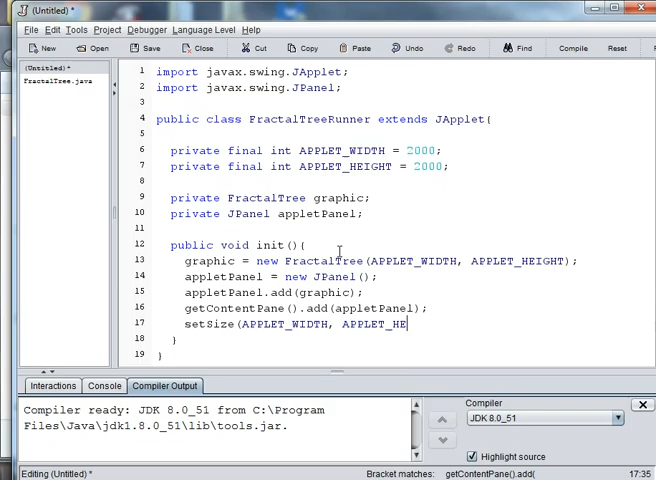 (Untitled) *
File Edit Tools Project Debugger Language Level Help
New Open Save Close Cut Copy Paste Undo Redo Find Compile Reset
(Untitled) *
FractalTree.java
1 import javax.swing.JApplet;
2 import javax.swing.JPanel;
3
4 public class FractalTreeRunner extends JApplet{
5
6 private final int APPLET_WIDTH = 2000;
7 private final int APPLET_HEIGHT = 2000;
8
9 private FractalTree graphic;
10 private JPanel appletPanel;
11
12 public void init(){
13 graphic = new FractalTree(APPLET_WIDTH, APPLET_HEIGHT);
14 appletPanel = new JPanel();
15 appletPanel.add(graphic);
16 getContentPane().add(appletPanel);
17 setSize(APPLET_WIDTH, APPLET_HE
18 }
19 }
Interactions Console Compiler Output
Compiler ready: JDK 8.0_51 from C:\Program
Files\Java\jdk1.8.0_51\lib\tools.jar.
Compiler
JDK 8.0_51
Highlight source
Editing (Untitled) * Bracket matches: getContentPane().add( 17:35